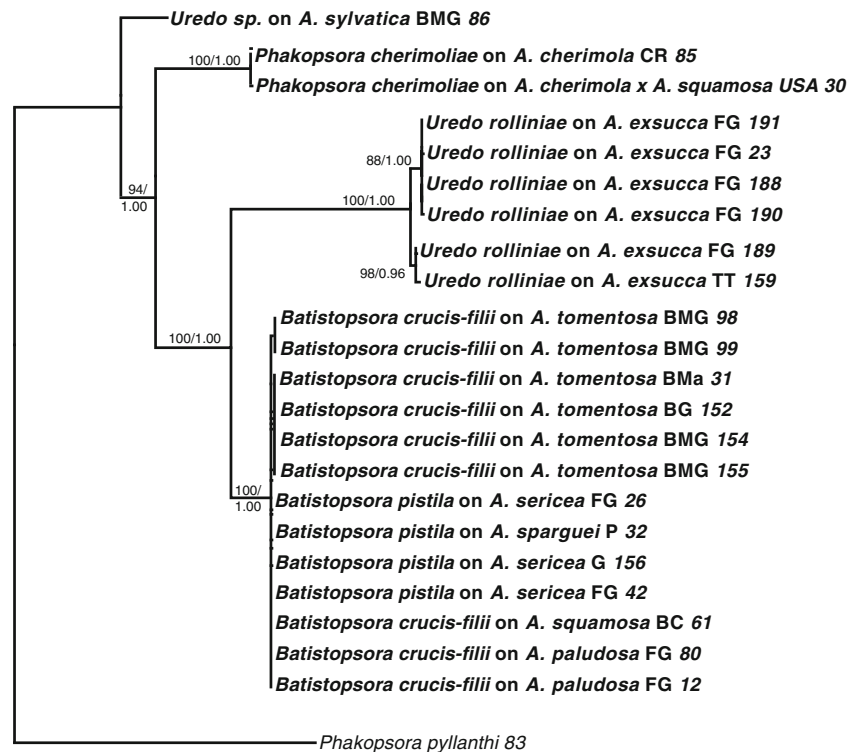 Uredo sp. on A. sylvatica BMG 86
Phakopsora cherimoliae on A. cherimola CR 85
100/1.00
Phakopsora cherimoliae on A. cherimola x A. squamosa USA 30
Uredo rolliniae on A. exsucca FG 191
Uredo rolliniae on A. exsucca FG 23
88/1.00
Uredo rolliniae on A. exsucca FG 188
94/
1.00
100/1.00
Uredo rolliniae on A. exsucca FG 190
Uredo rolliniae on A. exsucca FG 189
98/0.96
Uredo rolliniae on A. exsucca TT 159
Batistopsora crucis-filii on A. tomentosa BMG 98
100/1.00
Batistopsora crucis-filii on A. tomentosa BMG 99
Batistopsora crucis-filii on A. tomentosa BMa 31
Batistopsora crucis-filii on A. tomentosa BG 152
Batistopsora crucis-filii on A. tomentosa BMG 154
Batistopsora crucis-filii on A. tomentosa BMG 155
100/
1.00
Batistopsora pistila on A. sericea FG 26
Batistopsora pistila on A. sparguei P 32
Batistopsora pistila on A. sericea G 156
Batistopsora pistila on A. sericea FG 42
Batistopsora crucis-filii on A. squamosa BC 61
Batistopsora crucis-filii on A. paludosa FG 80
Batistopsora crucis-filii on A. paludosa FG 12
Phakopsora pyllanthi 83